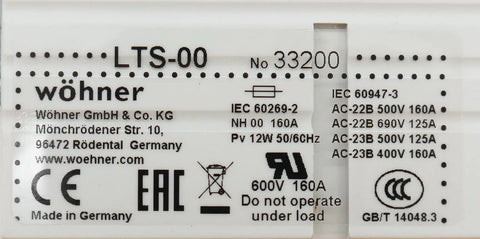 LTS-00 No 33200
wöhner
Wöhner GmbH & Co. KG
Mönchrödener Str. 10,
96472 Rödental Germany
www.woehner.com
CE EAC
Made in Germany
IEC 60269-2
NH 00 160A
Pv 12W 50/60Hz
RU
600V 160A
Do not operate
under load
IEC 60947-3
AC-22B 500V 160A
AC-22B 690V 125A
AC-23B 500V 125A
AC-23B 400V 160A
CCC
GB/T 14048.3